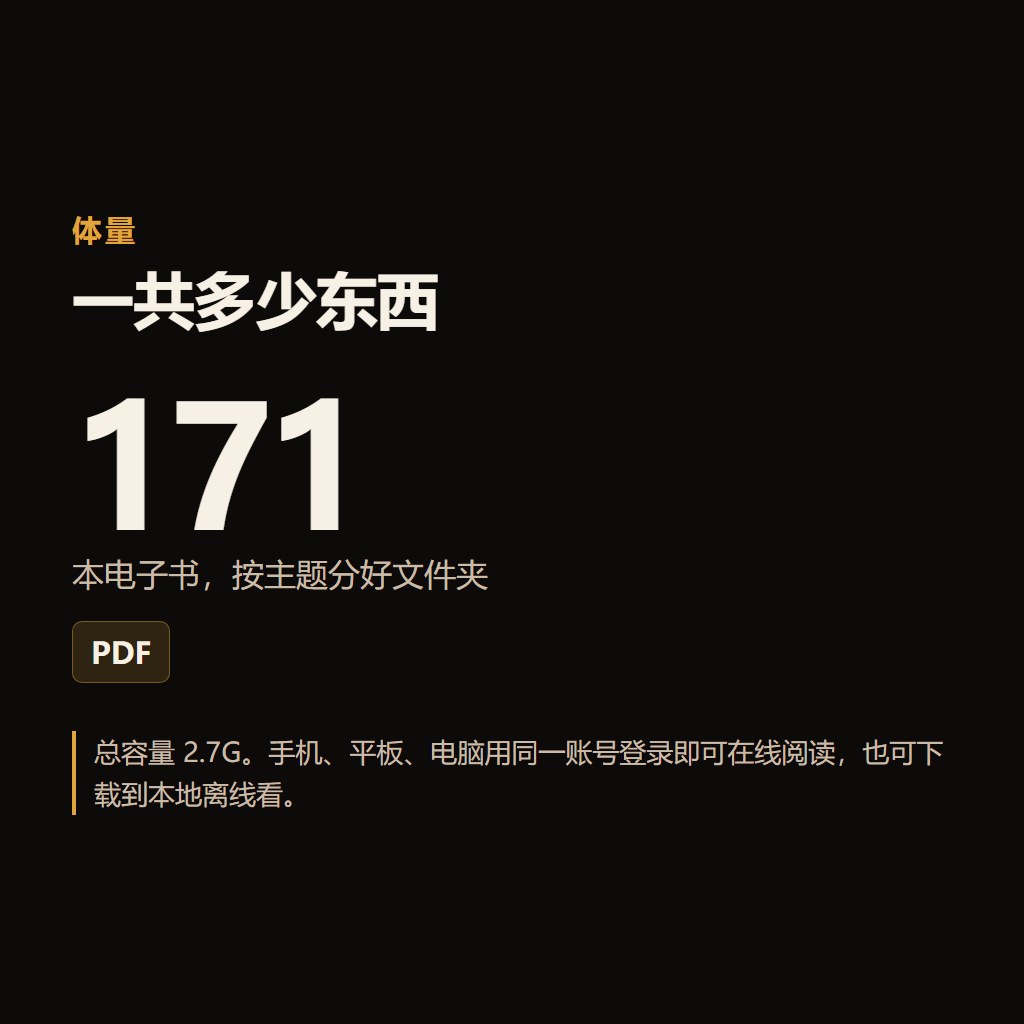 体量
一共多少东西
171
本电子书，按主题分好文件夹
PDF
总容量 2.7G。手机、平板、电脑用同一账号登录即可在线阅读，也可下
载到本地离线看。